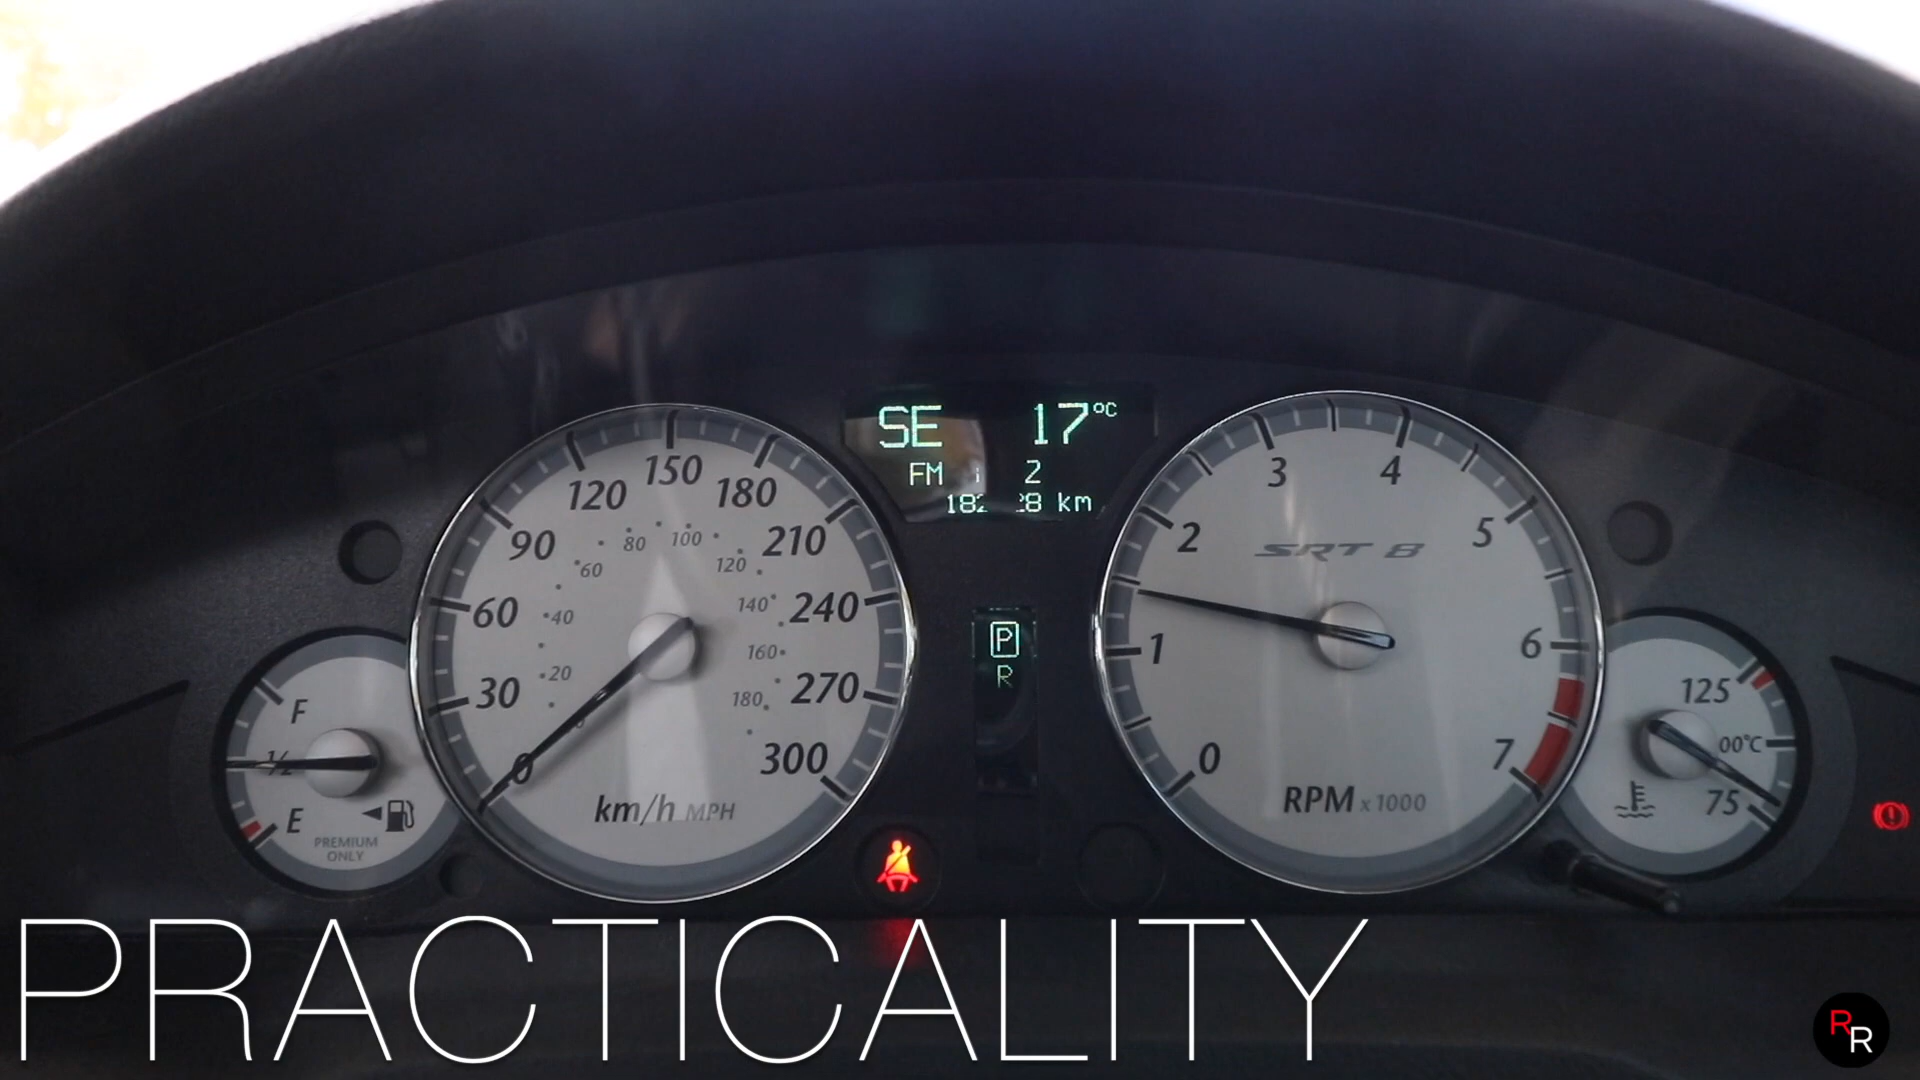 SE 17°C
FM 2
km
150
120 180
90 210
60 240
30 270
0 300
80 100
60 120
40 140
20 160
180
km/h MPH
F
1/2
E
PREMIUM
ONLY
P
R
3 4
2 5
SRT 8
1 6
0 7
RPM x 1000
125
00°C
75
PRACTICALITY
RR